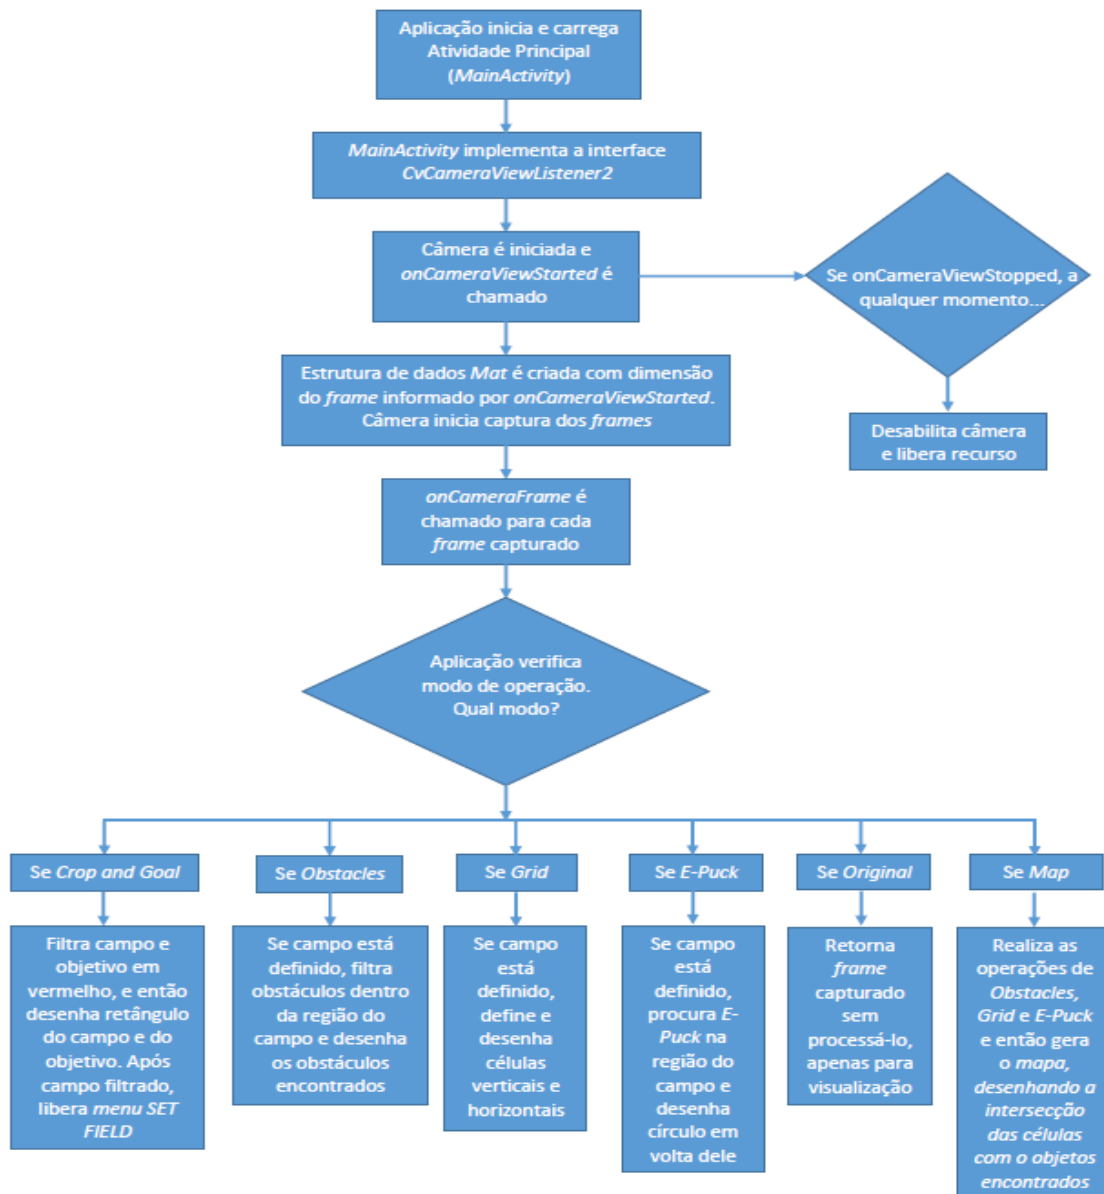 Aplicação inicia e carrega
Atividade Principal
(MainActivity)
MainActivity implementa a interface
CvCameraViewListener2
Câmera é iniciada e
onCameraViewStarted é
chamado
Se onCameraViewStopped, a
qualquer momento...
Estrutura de dados Mat é criada com dimensão
do frame informado por onCameraViewStarted.
Câmera inicia captura dos frames
Desabilita câmera
e libera recurso
onCameraFrame é
chamado para cada
frame capturado
Aplicação verifica
modo de operação.
Qual modo?
Se Crop and Goal
Se Obstacles
Se Grid
Se E-Puck
Se Original
Se Map
Filtra campo e
objetivo em
vermelho, e então
desenha retângulo
do campo e do
objetivo. Após
campo filtrado,
libera menu SET
FIELD
Se campo está
definido, filtra
obstáculos dentro
da região do
campo e desenha
os obstáculos
encontrados
Se campo
está
definido,
define e
desenha
células
verticais e
horizontais
Se campo
está
definido,
procura E-
Puck na
região do
campo e
desenha
círculo em
volta dele
Retorna
frame
capturado
sem
processá-lo,
apenas para
visualização
Realiza as
operações de
Obstacles,
Grid e E-Puck
e então gera
o mapa,
desenhando a
intersecção
das células
com o objetos
encontrados